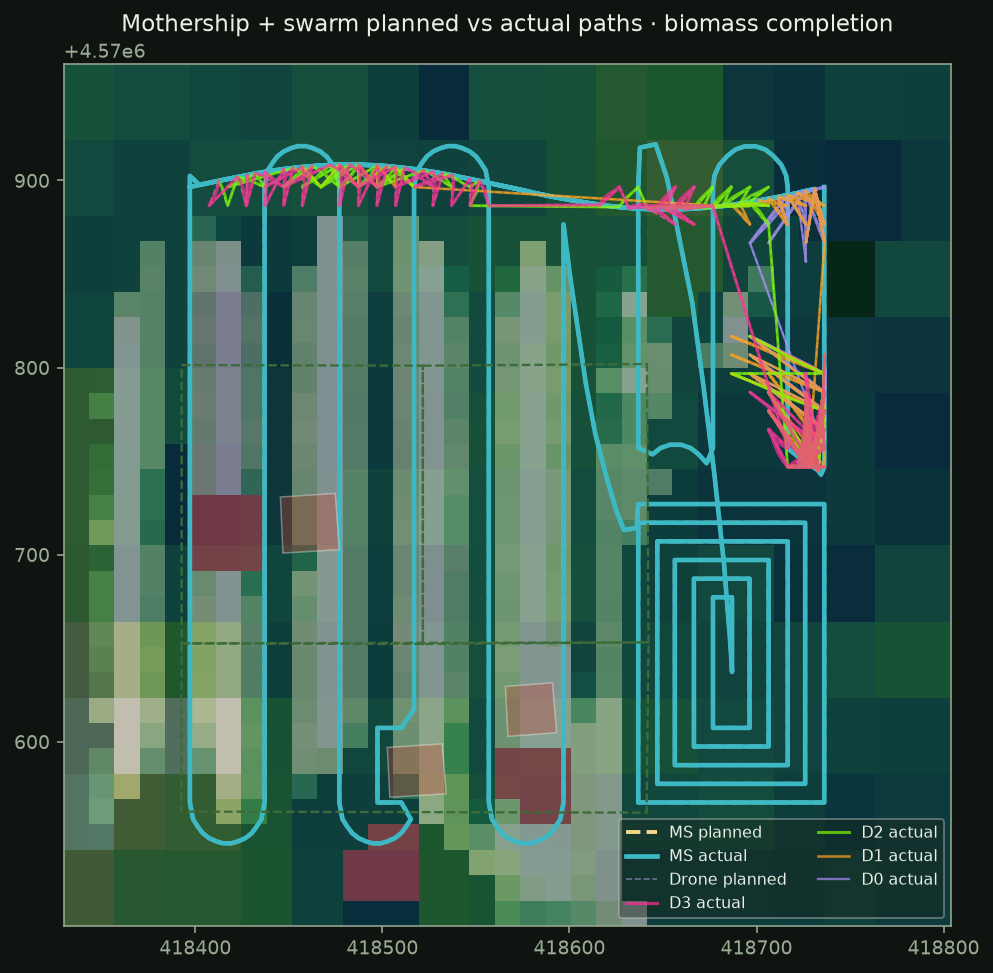 Mothership + swarm planned vs actual paths · biomass completion
+4.57e6
900
800
700
600
418400
418500
418600
418700
418800
MS planned
MS actual
Drone planned
D3 actual
D2 actual
D1 actual
D0 actual